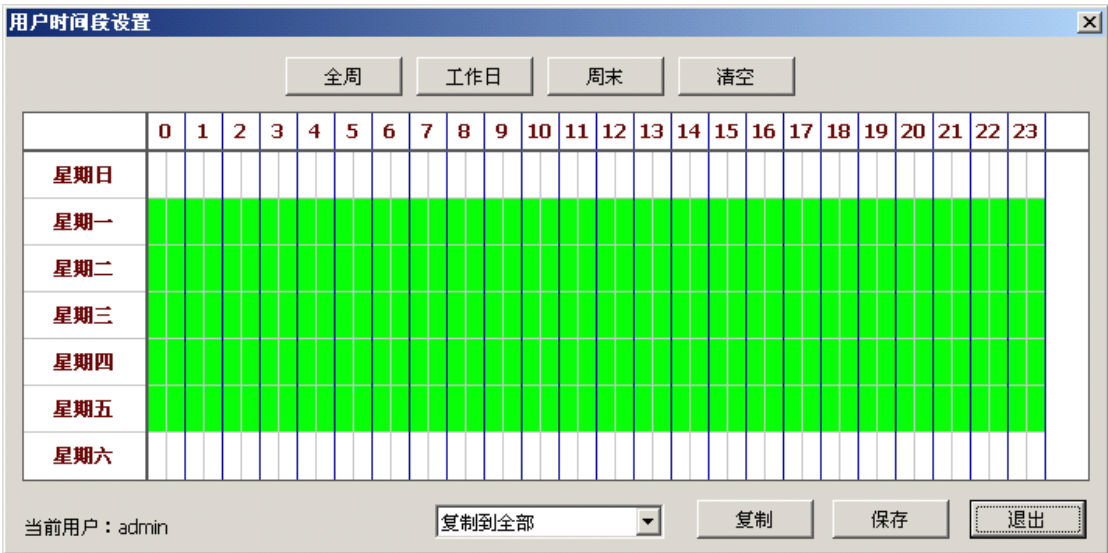 用户时间段设置
全周 工作日 周末 清空
0 1 2 3 4 5 6 7 8 9 10 11 12 13 14 15 16 17 18 19 20 21 22 23
星期日
星期一
星期二
星期三
星期四
星期五
星期六
当前用户：admin 复制到全部 复制 保存 退出